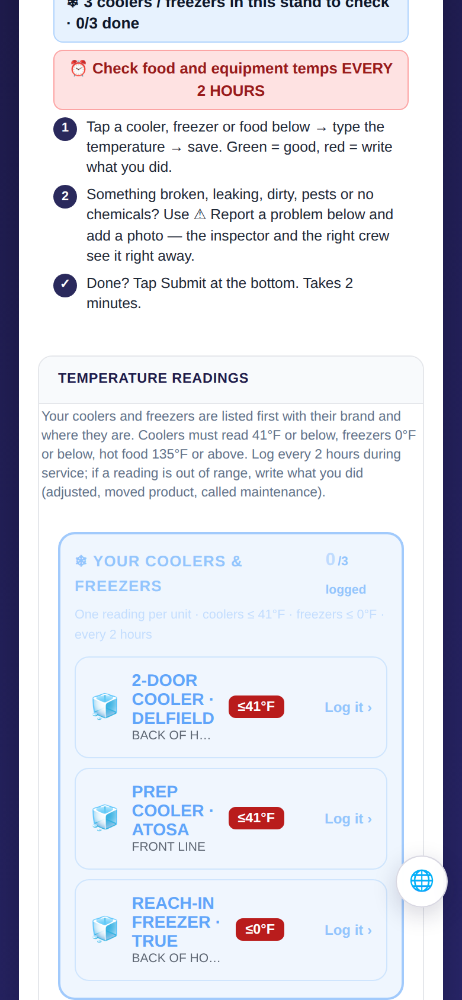 ❄ 3 coolers / freezers in this stand to check
· 0/3 done
⏰ Check food and equipment temps EVERY
2 HOURS
1 Tap a cooler, freezer or food below → type the
temperature → save. Green = good, red = write
what you did.
2 Something broken, leaking, dirty, pests or no
chemicals? Use ⚠ Report a problem below and
add a photo — the inspector and the right crew
see it right away.
✓ Done? Tap Submit at the bottom. Takes 2
minutes.
TEMPERATURE READINGS
Your coolers and freezers are listed first with their brand and
where they are. Coolers must read 41°F or below, freezers 0°F
or below, hot food 135°F or above. Log every 2 hours during
service; if a reading is out of range, write what you did
(adjusted, moved product, called maintenance).
❄ YOUR COOLERS &
FREEZERS
0/3
logged
One reading per unit · coolers ≤ 41°F · freezers ≤ 0°F ·
every 2 hours
2-DOOR
COOLER ·
DELFIELD
BACK OF H…
≤41°F
Log it ›
PREP
COOLER ·
ATOSA
FRONT LINE
≤41°F
Log it ›
REACH-IN
FREEZER ·
TRUE
BACK OF HO…
≤0°F
Log it ›